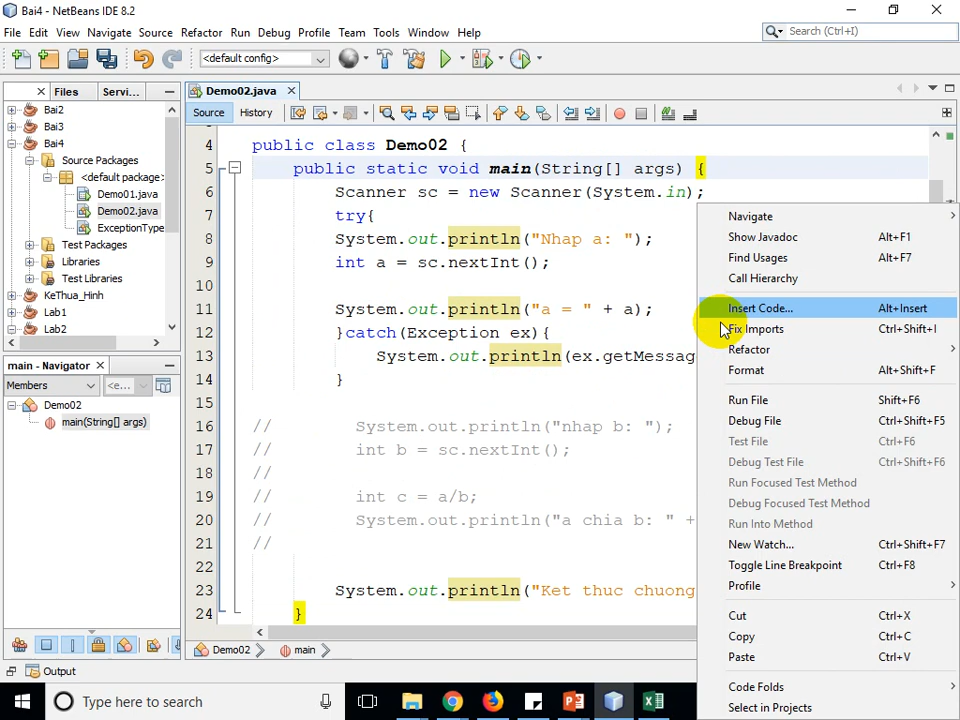 Bai4 - NetBeans IDE 8.2
File Edit View Navigate Source Refactor Run Debug Profile Team Tools Window Help
Search (Ctrl+I)
<default config>
Files Servi...
Demo02.java
Source History
Bai2
Bai3
Bai4
Source Packages
<default package>
Demo01.java
Demo02.java
ExceptionType
Test Packages
Libraries
Test Libraries
KeThua_Hinh
Lab1
Lab2
main - Navigator
Members <e...
Demo02
main(String[] args)
4 public class Demo02 {
5 public static void main(String[] args) {
6 Scanner sc = new Scanner(System.in);
7 try{
8 System.out.println("Nhap a: ");
9 int a = sc.nextInt();
10
11 System.out.println("a = " + a);
12 }catch(Exception ex){
13 System.out.println(ex.getMessag
14 }
15
16 // System.out.println("nhap b: ");
17 // int b = sc.nextInt();
18 //
19 // int c = a/b;
20 // System.out.println("a chia b: " +
21 //
22
23 System.out.println("Ket thuc chuong
24 }
Demo02 main
Navigate
Show Javadoc Alt+F1
Find Usages Alt+F7
Call Hierarchy
Insert Code... Alt+Insert
Fix Imports Ctrl+Shift+I
Refactor
Format Alt+Shift+F
Run File Shift+F6
Debug File Ctrl+Shift+F5
Test File Ctrl+F6
Debug Test File Ctrl+Shift+F6
Run Focused Test Method
Debug Focused Test Method
Run Into Method
New Watch... Ctrl+Shift+F7
Toggle Line Breakpoint Ctrl+F8
Profile
Cut Ctrl+X
Copy Ctrl+C
Paste Ctrl+V
Code Folds
Select in Projects
Output
Type here to search